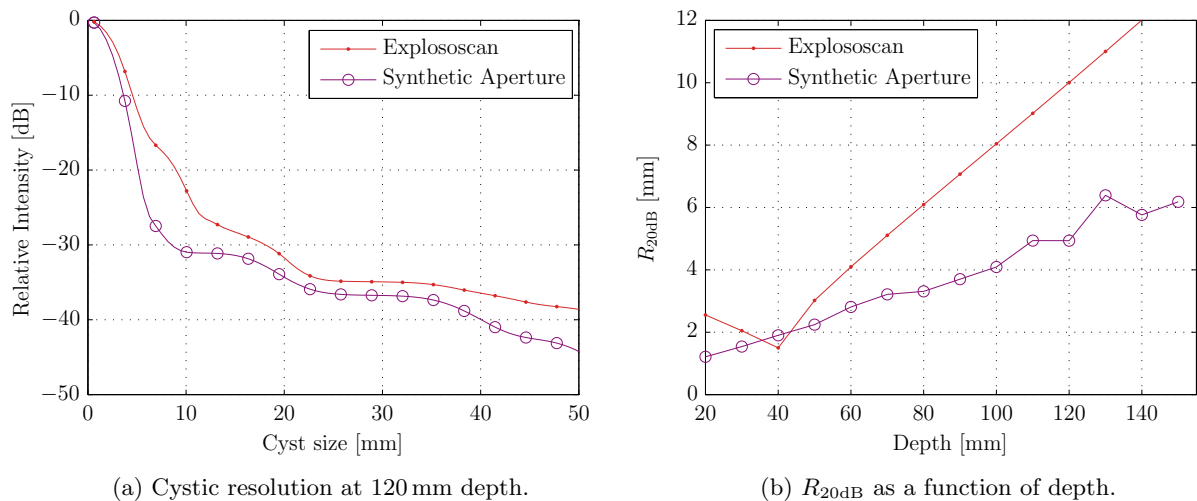 0
−10
−20
−30
−40
−50
0
10
20
30
40
50
Relative Intensity [dB]
Cyst size [mm]
Explososcan
Synthetic Aperture
(a) Cystic resolution at 120 mm depth.
12
10
8
6
4
2
0
20
40
60
80
100
120
140
R20dB [mm]
Depth [mm]
Explososcan
Synthetic Aperture
(b) R20dB as a function of depth.